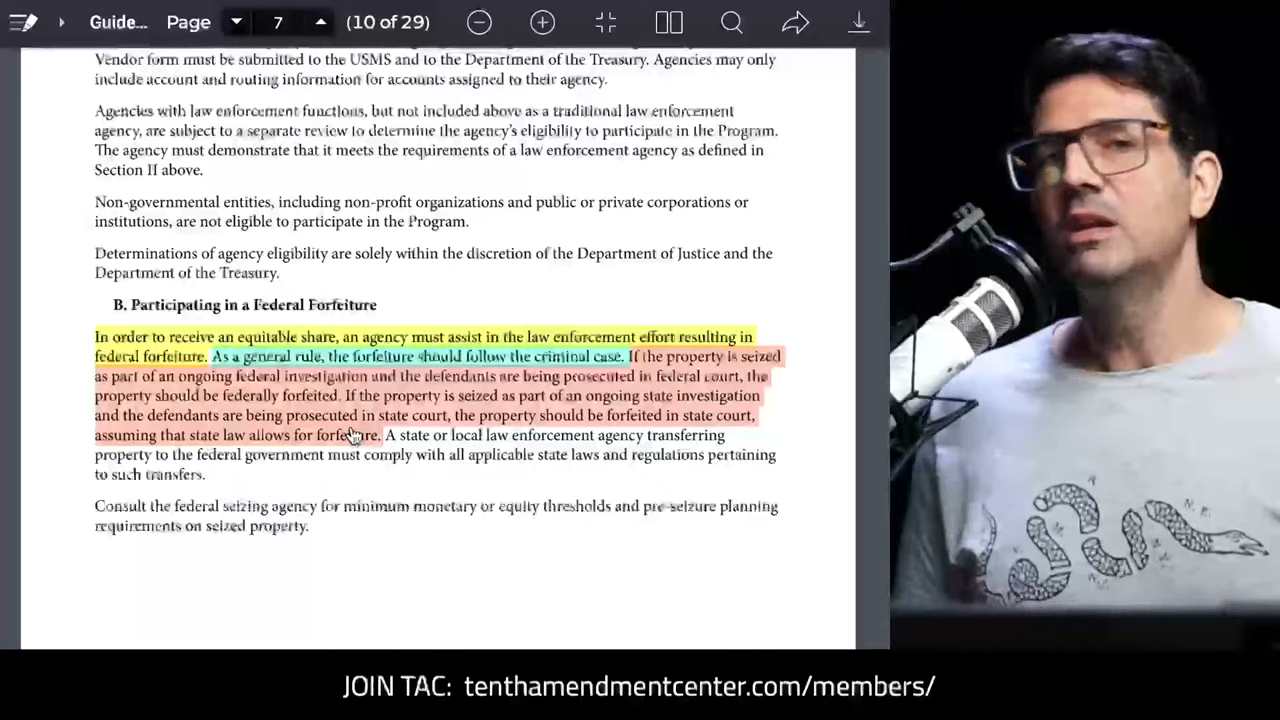 Guide... Page 7 (10 of 29)
Vendor form must be submitted to the USMS and to the Department of the Treasury. Agencies may only
include account and routing information for accounts assigned to their agency.
Agencies with law enforcement functions, but not included above as a traditional law enforcement
agency, are subject to a separate review to determine the agency's eligibility to participate in the Program.
The agency must demonstrate that it meets the requirements of a law enforcement agency as defined in
Section II above.
Non-governmental entities, including non-profit organizations and public or private corporations or
institutions, are not eligible to participate in the Program.
Determinations of agency eligibility are solely within the discretion of the Department of Justice and the
Department of the Treasury.
B. Participating in a Federal Forfeiture
In order to receive an equitable share, an agency must assist in the law enforcement effort resulting in
federal forfeiture. As a general rule, the forfeiture should follow the criminal case. If the property is seized
as part of an ongoing federal investigation and the defendants are being prosecuted in federal court, the
property should be federally forfeited. If the property is seized as part of an ongoing state investigation
and the defendants are being prosecuted in state court, the property should be forfeited in state court,
assuming that state law allows for forfeiture. A state or local law enforcement agency transferring
property to the federal government must comply with all applicable state laws and regulations pertaining
to such transfers.
Consult the federal seizing agency for minimum monetary or equity thresholds and pre-seizure planning
requirements on seized property.
N. E.
JOIN TAC: tenthamendmentcenter.com/members/